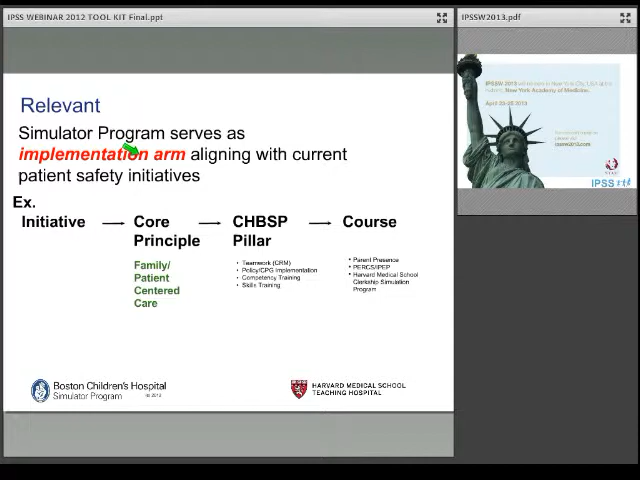 IPSS WEBINAR 2012 TOOL KIT Final.ppt
Relevant
Simulator Program serves as
implementation arm aligning with current
patient safety initiatives
Ex.
Initiative
Core
Principle
CHBSP
Pillar
Course
Family/
Patient
Centered
Care
• Teamwork (CRM)
• Policy/CPG Implementation
• Competency Training
• Skills Training
• Parent Presence
• PERCS/IPEP
• Harvard Medical School
Clerkship Simulation
Program
Boston Children's Hospital
Simulator Program
HARVARD MEDICAL SCHOOL
TEACHING HOSPITAL
IPSSW2013.pdf
New York Academy of Medicine.
IPSS